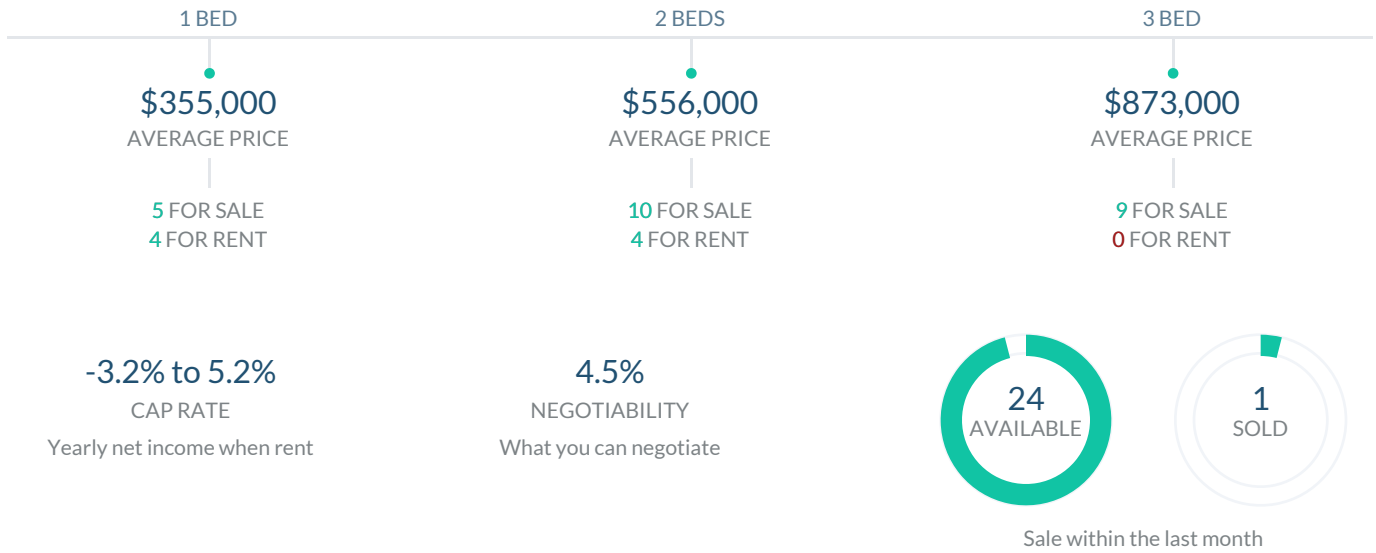 1 BED
2 BEDS
3 BED
$355,000
AVERAGE PRICE
5 FOR SALE
4 FOR RENT
$556,000
AVERAGE PRICE
10 FOR SALE
4 FOR RENT
$873,000
AVERAGE PRICE
9 FOR SALE
0 FOR RENT
-3.2% to 5.2%
CAP RATE
Yearly net income when rent
4.5%
NEGOTIABILITY
What you can negotiate
24
AVAILABLE
1
SOLD
Sale within the last month